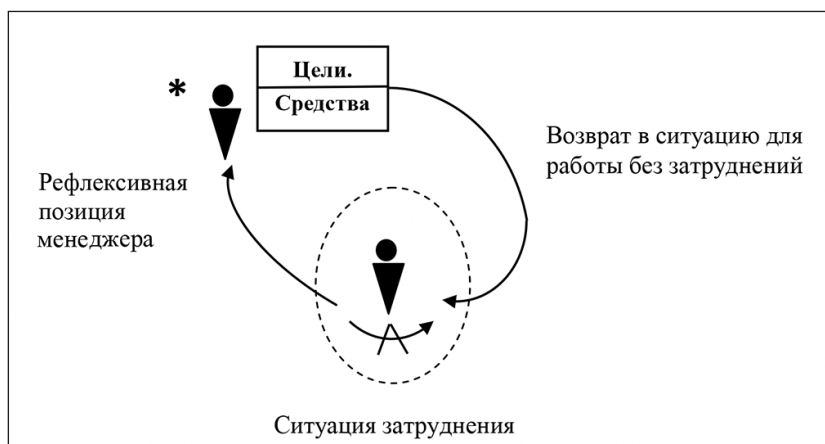 *
Цели.
Средства
Возврат в ситуацию для
работы без затруднений
Рефлексивная
позиция
менеджера
Ситуация затруднения